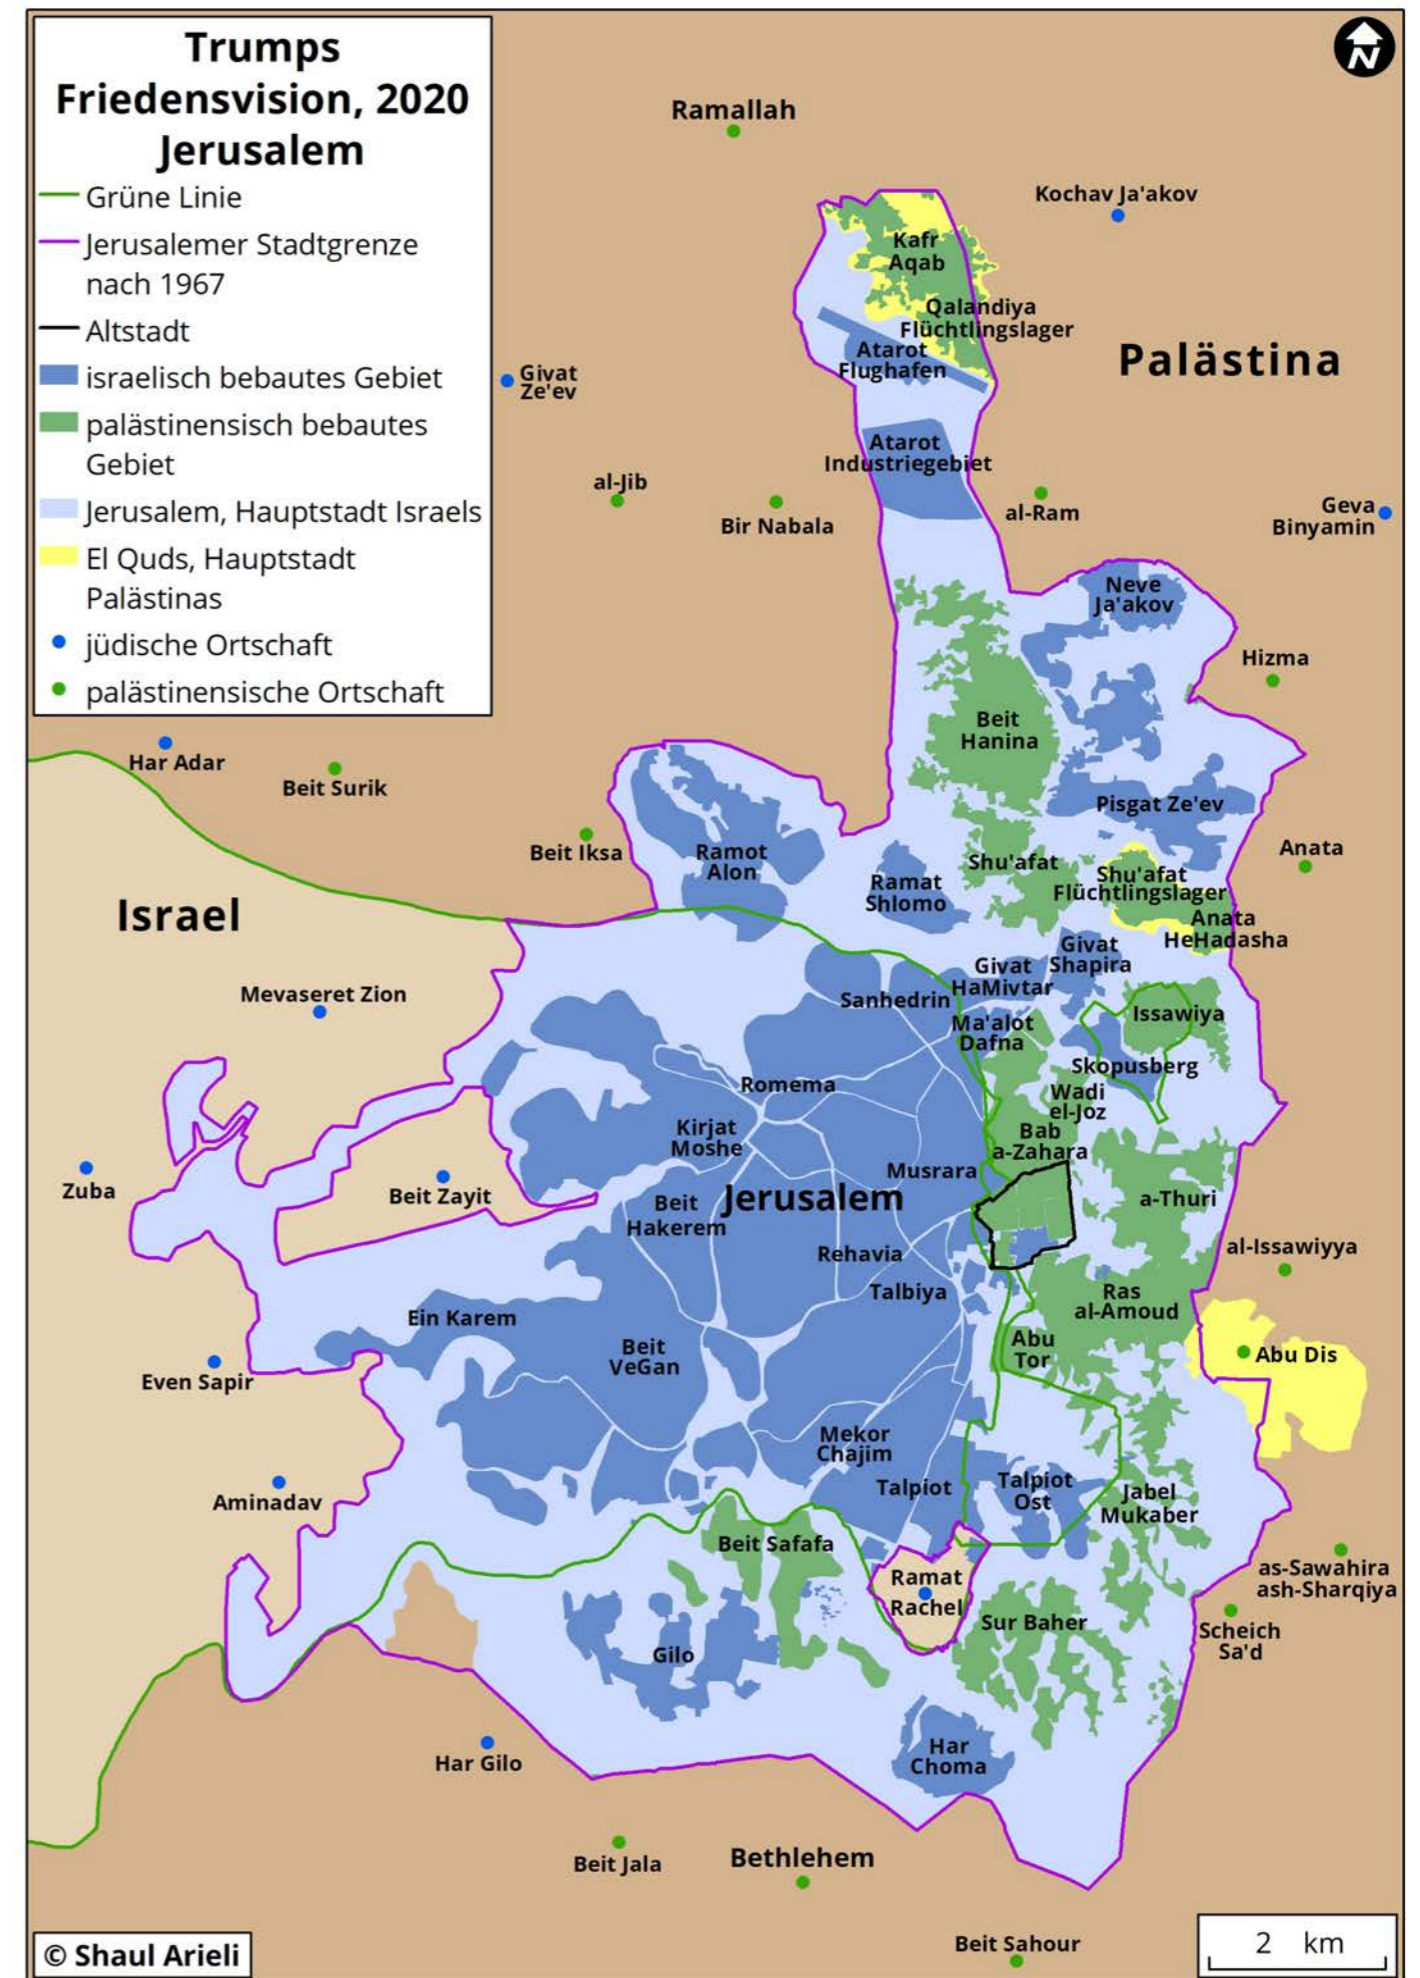 Trumps
Friedensvision, 2020
Jerusalem
Grüne Linie
Jerusalemer Stadtgrenze
nach 1967
Altstadt
israelisch bebautes Gebiet
palästinensisch bebautes
Gebiet
Jerusalem, Hauptstadt Israels
El Quds, Hauptstadt
Palästinas
jüdische Ortschaft
palästinensische Ortschaft
N
Ramallah
Kochav Ja'akov
Kafr
Aqab
Qalandiya
Flüchtlingslager
Atarot
Flughafen
Palästina
Givat
Ze'ev
Atarot
Industriegebiet
al-Jib
Bir Nabala
al-Ram
Geva
Binyamin
Neve
Ja'akov
Hizma
Beit
Hanina
Har Adar
Beit Surik
Pisgat Ze'ev
Beit Iksa
Ramot
Alon
Ramat
Shlomo
Shu'afat
Shu'afat
Flüchtlingslager
Anata
Anata
HeHadasha
Israel
Givat
Shapira
Givat
HaMivtar
Mevaseret Zion
Sanhedrin
Ma'alot
Dafna
Issawiya
Skopusberg
Romema
Wadi
el-Joz
Kirjat
Moshe
Bab
a-Zahara
Musrara
Zuba
Beit Zayit
Beit
Hakerem
Jerusalem
a-Thuri
Rehavia
al-Issawiyya
Talbiya
Ras
al-Amoud
Ein Karem
Beit
VeGan
Abu
Tor
Abu Dis
Even Sapir
Mekor
Chajim
Talpiot
Talpiot
Ost
Jabel
Mukaber
Aminadav
Beit Safafa
Ramat
Rachel
as-Sawahira
ash-Sharqiya
Sur Baher
Scheich
Sa'd
Gilo
Har Gilo
Har
Choma
Beit Jala
Bethlehem
Beit Sahour
© Shaul Arieli
2 km